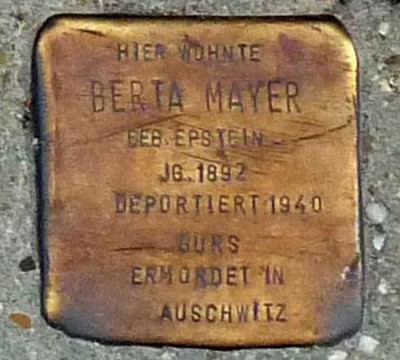 HIER WOHNTE
BERTA MAYER
GEB. EPSTEIN
JG. 1892
DEPORTIERT 1940
GURS
ERMORDET IN
AUSCHWITZ